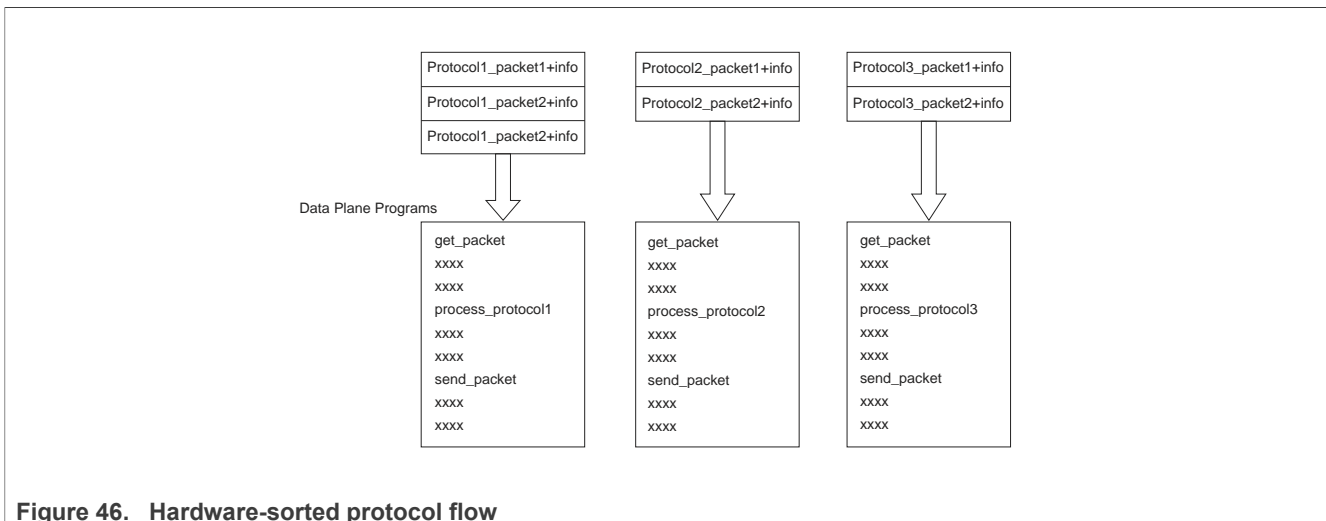 Protocol1_packet1+info
Protocol1_packet2+info
Protocol1_packet2+info
Protocol2_packet1+info
Protocol2_packet2+info
Protocol3_packet1+info
Protocol3_packet2+info
Data Plane Programs
get_packet
xxxx
xxxx
process_protocol1
xxxx
xxxx
send_packet
xxxx
xxxx
get_packet
xxxx
xxxx
process_protocol2
xxxx
xxxx
send_packet
xxxx
xxxx
get_packet
xxxx
xxxx
process_protocol3
xxxx
xxxx
send_packet
xxxx
xxxx
Figure 46. Hardware-sorted protocol flow